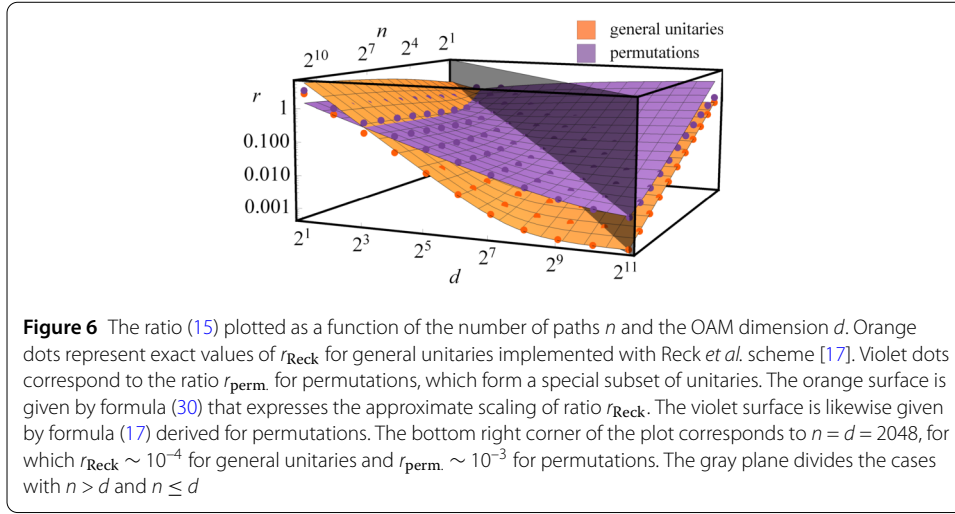 general unitaries
permutations
n
2^10 2^7 2^4 2^1
r
1
0.100
0.010
0.001
2^1 2^3 2^5 2^7 2^9 2^11
d
Figure 6 The ratio (15) plotted as a function of the number of paths n and the OAM dimension d. Orange
dots represent exact values of r_Reck for general unitaries implemented with Reck et al. scheme [17]. Violet dots
correspond to the ratio r_perm. for permutations, which form a special subset of unitaries. The orange surface is
given by formula (30) that expresses the approximate scaling of ratio r_Reck. The violet surface is likewise given
by formula (17) derived for permutations. The bottom right corner of the plot corresponds to n = d = 2048, for
which r_Reck ∼ 10^−4 for general unitaries and r_perm. ∼ 10^−3 for permutations. The gray plane divides the cases
with n > d and n ≤ d